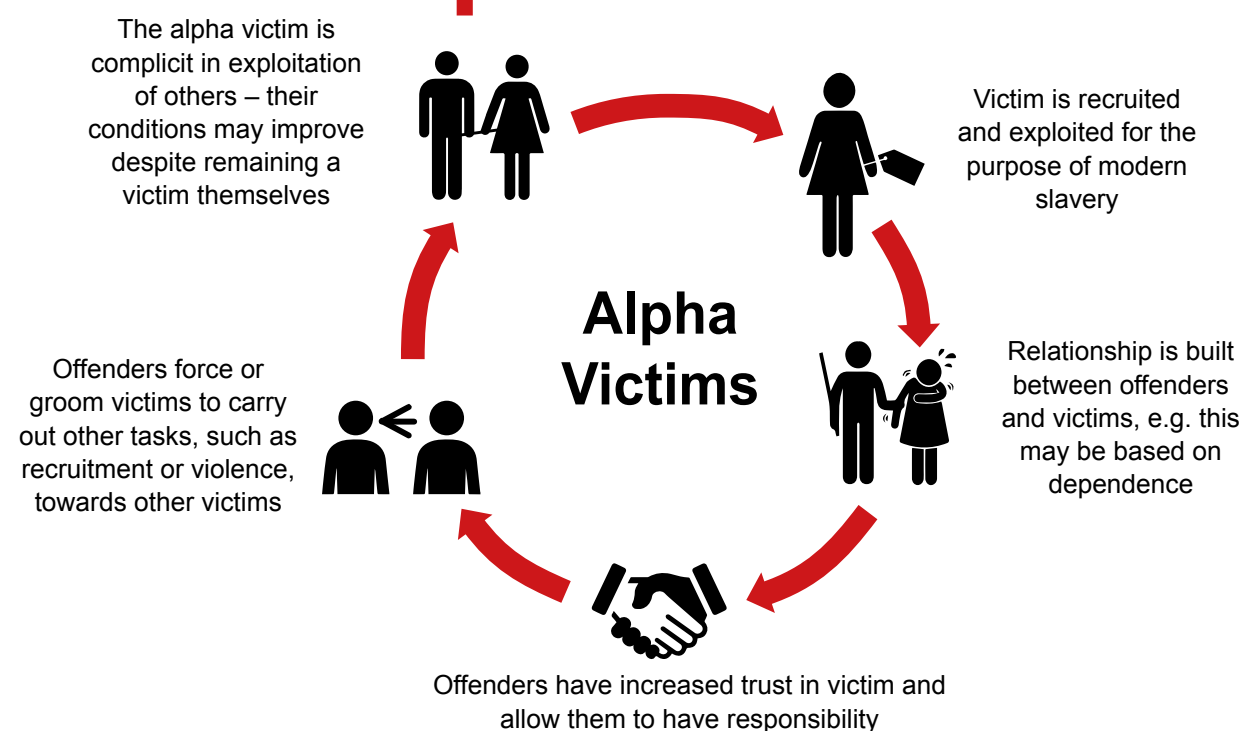 The alpha victim is
complicit in exploitation
of others – their
conditions may improve
despite remaining a
victim themselves
Victim is recruited
and exploited for the
purpose of modern
slavery
Alpha
Victims
Relationship is built
between offenders
and victims, e.g. this
may be based on
dependence
Offenders force or
groom victims to carry
out other tasks, such as
recruitment or violence,
towards other victims
Offenders have increased trust in victim and
allow them to have responsibility